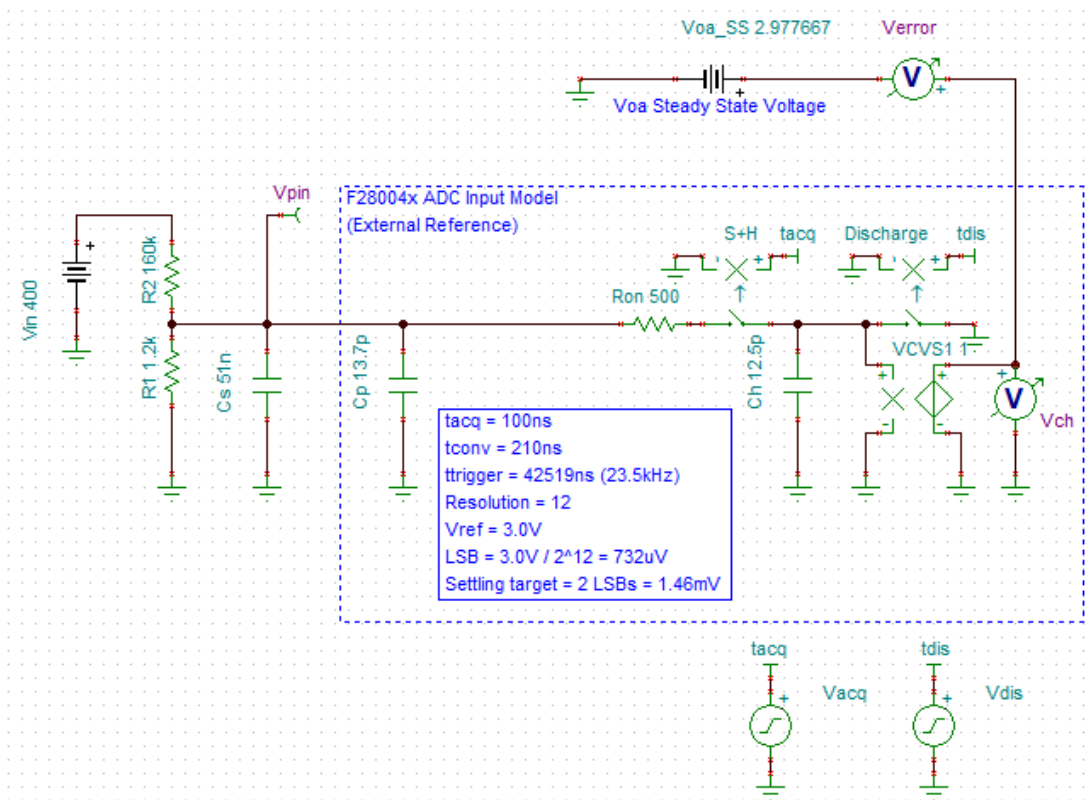 Voa_SS 2.977667
Verror
V
+
+
Voa Steady State Voltage
Vpin
F28004x ADC Input Model
(External Reference)
S+H
tacq
Discharge
tdis
+
-
+
-
+
Vin 400
R2 160k
Ron 500
R1 1.2k
Cs 51n
Cp 13.7p
Ch 12.5p
VCVS1 1
+
+
+
V
-
-
Vch
tacq = 100ns
tconv = 210ns
ttrigger = 42519ns (23.5kHz)
Resolution = 12
Vref = 3.0V
LSB = 3.0V / 2^12 = 732uV
Settling target = 2 LSBs = 1.46mV
tacq
tdis
+
Vacq
+
Vdis